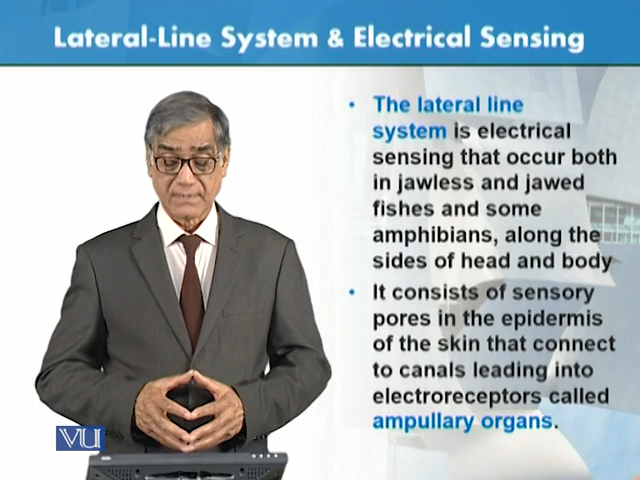 Lateral-Line System & Electrical Sensing
• The lateral line
system is electrical
sensing that occur both
in jawless and jawed
fishes and some
amphibians, along the
sides of head and body
• It consists of sensory
pores in the epidermis
of the skin that connect
to canals leading into
electroreceptors called
ampullary organs.
VU